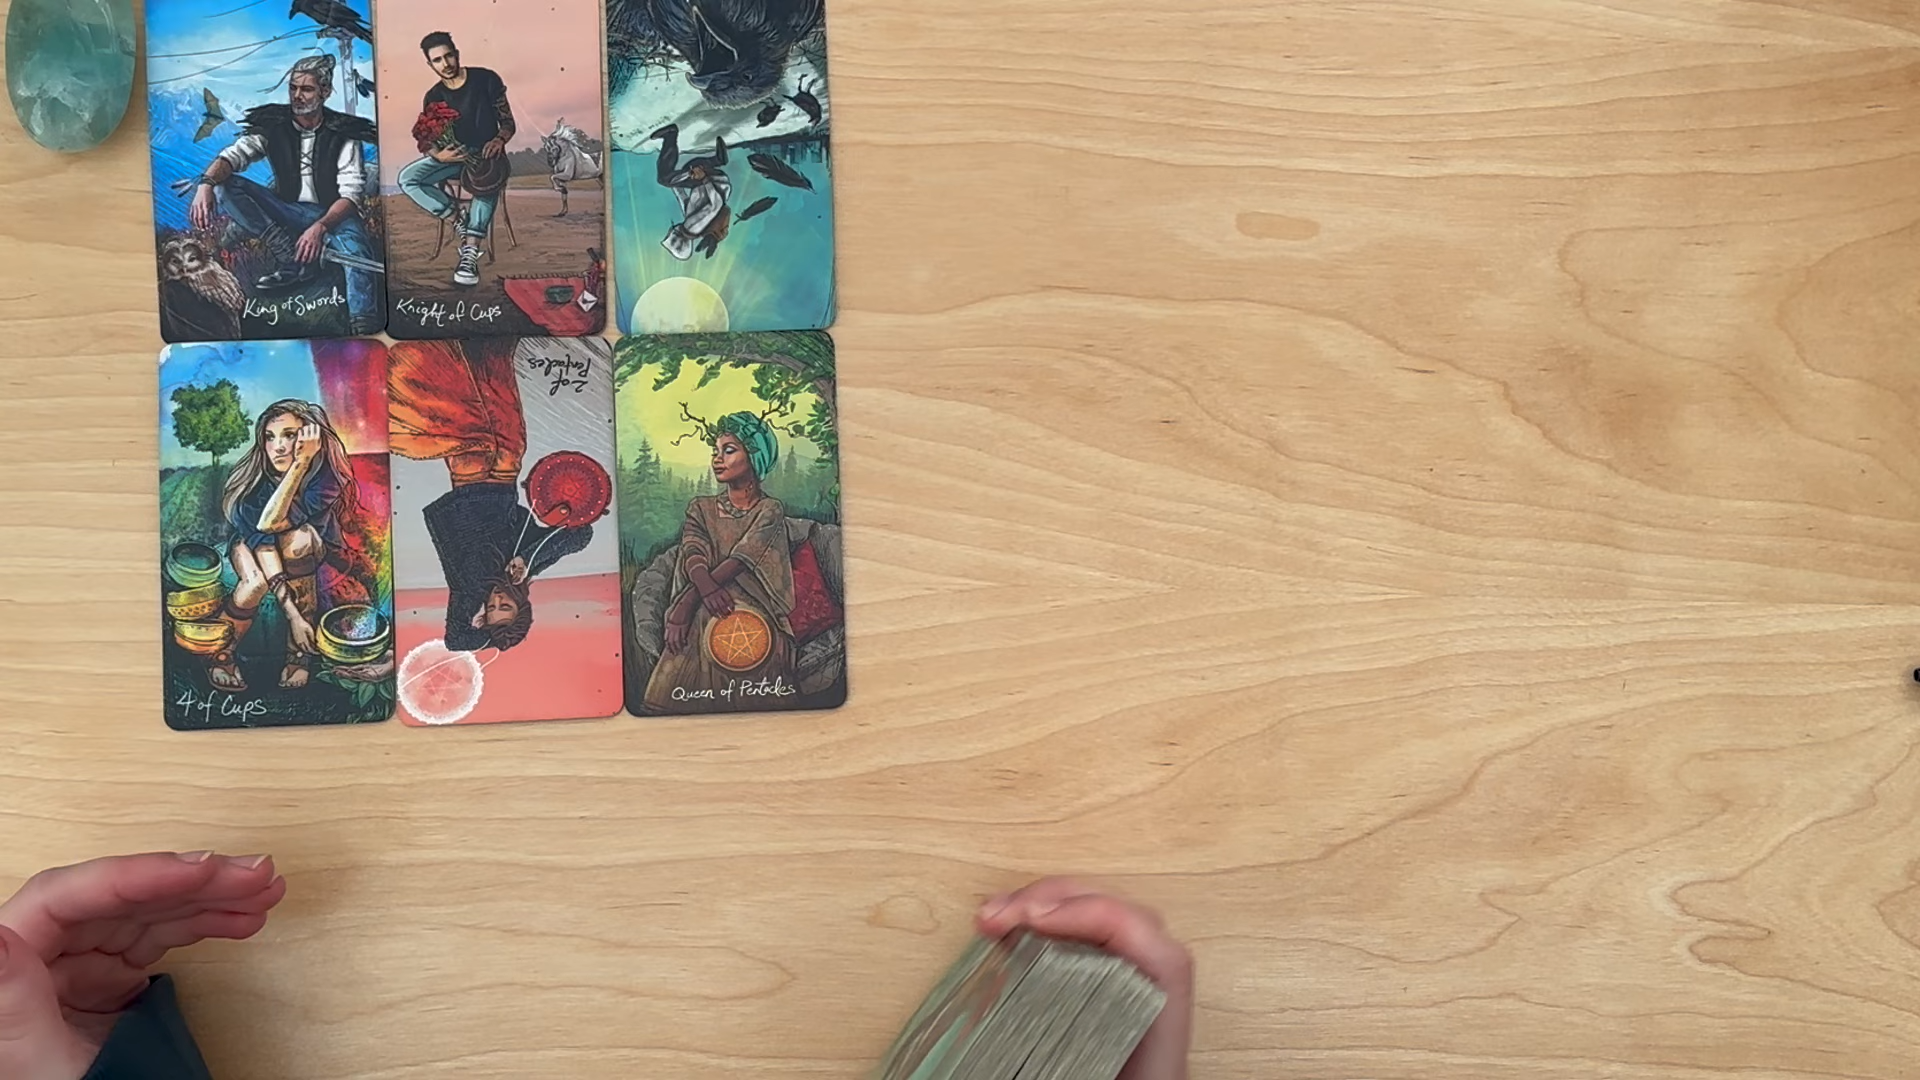 King of Swords
Knight of Cups
2 of
Pentacles
4 of Cups
Queen of Pentacles